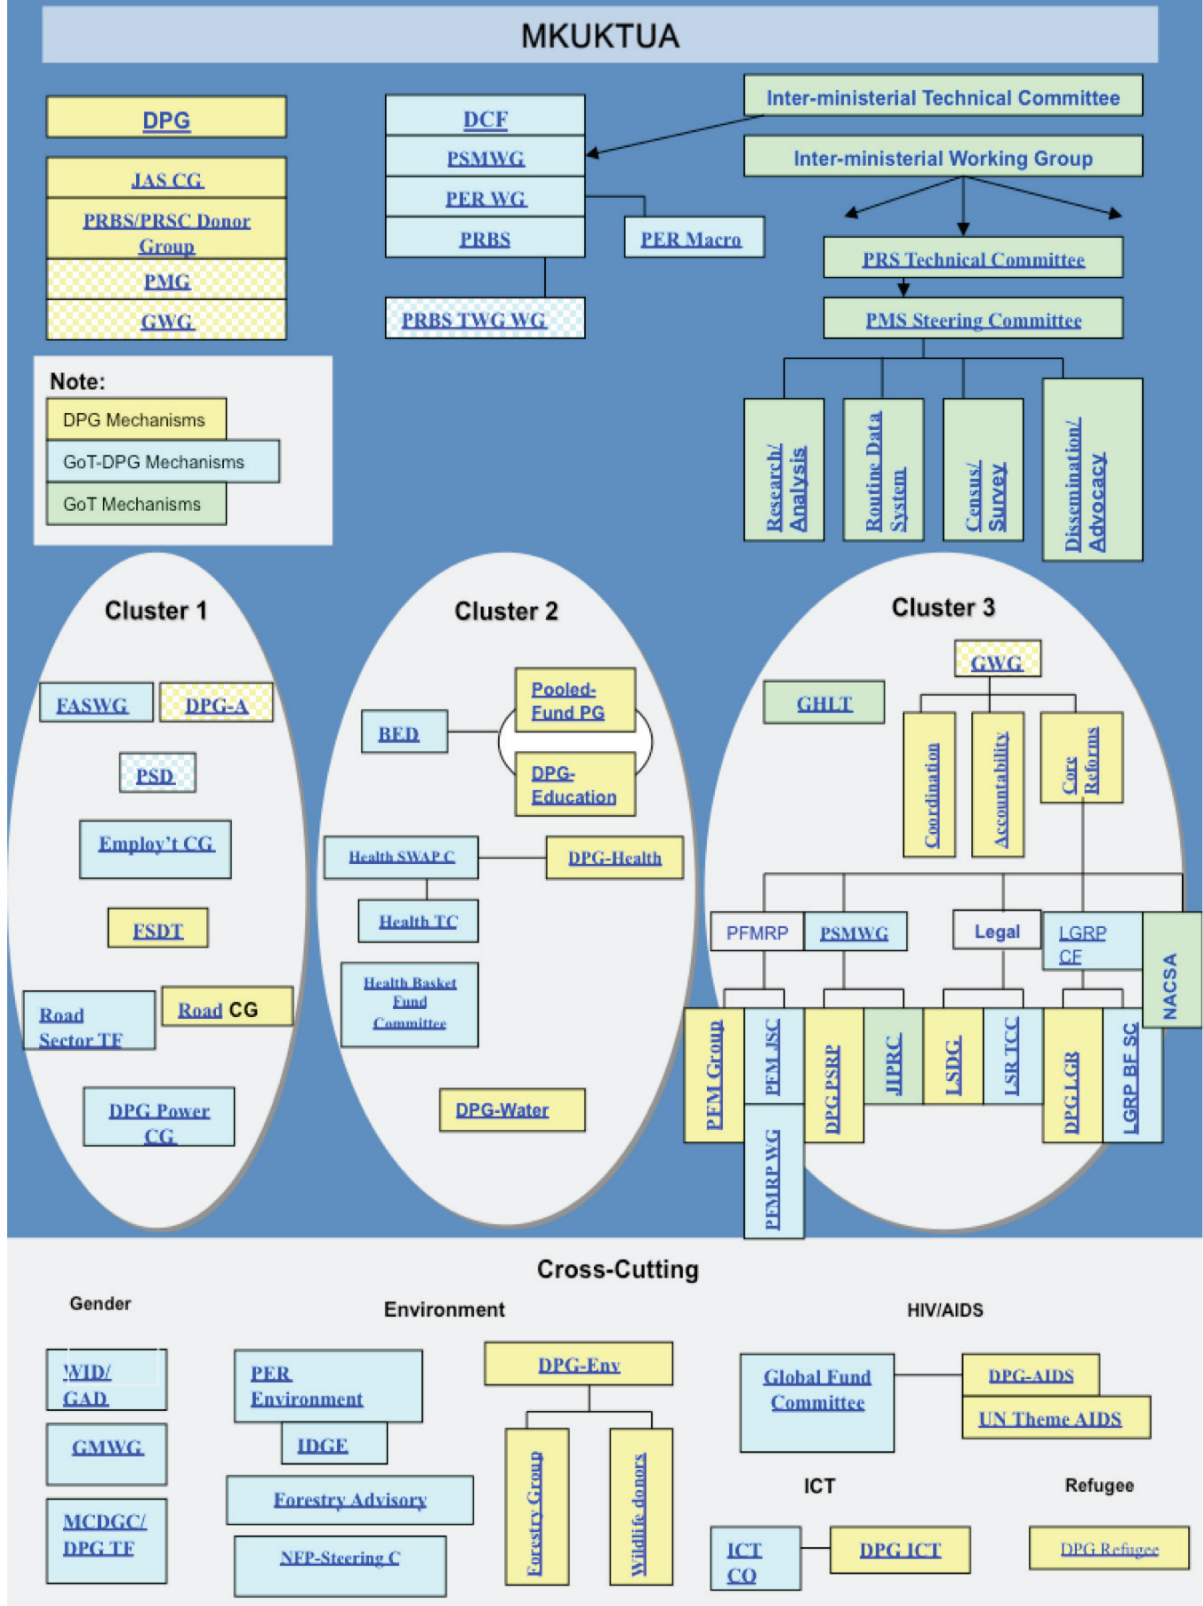 MKUKTUA
DPG
JAS CG
PRBS/PRSC Donor
Group
PMG
GWG
DCF
PSMWG
PER WG
PRBS
PER Macro
PRBS TWG WG
Inter-ministerial Technical Committee
Inter-ministerial Working Group
PRS Technical Committee
PMS Steering Committee
Research/
Analysis
Routine Data
System
Census/
Survey
Dissemination/
Advocacy
Note:
DPG Mechanisms
GoT-DPG Mechanisms
GoT Mechanisms
Cluster 1
FASWG
DPG-A
PSD
Employ't CG
FSDT
Road
Sector TF
Road CG
DPG Power
CG
Cluster 2
BED
Pooled-
Fund PG
DPG-
Education
Health SWAP C
DPG-Health
Health TC
Health Basket
Fund
Committee
DPG-Water
Cluster 3
GHLT
GWG
Coordination
Accountability
Core
Reforms
PFMRP
PSMWG
Legal
LGRP
CF
NACSA
PFM Group
PFM JSC
PFMRP WG
DPG PSRP
JIPRC
LSDG
LSR TCC
DPG LGR
LGRP BF SC
Cross-Cutting
Gender
WID/
GAD
GMWG
MCDGC/
DPG TF
Environment
PER
Environment
IDGE
Forestry Advisory
NFP-Steering C
DPG-Env
Forestry Group
Wildlife donors
HIV/AIDS
Global Fund
Committee
DPG-AIDS
UN Theme AIDS
ICT
ICT
CO
DPG ICT
Refugee
DPG Refugee